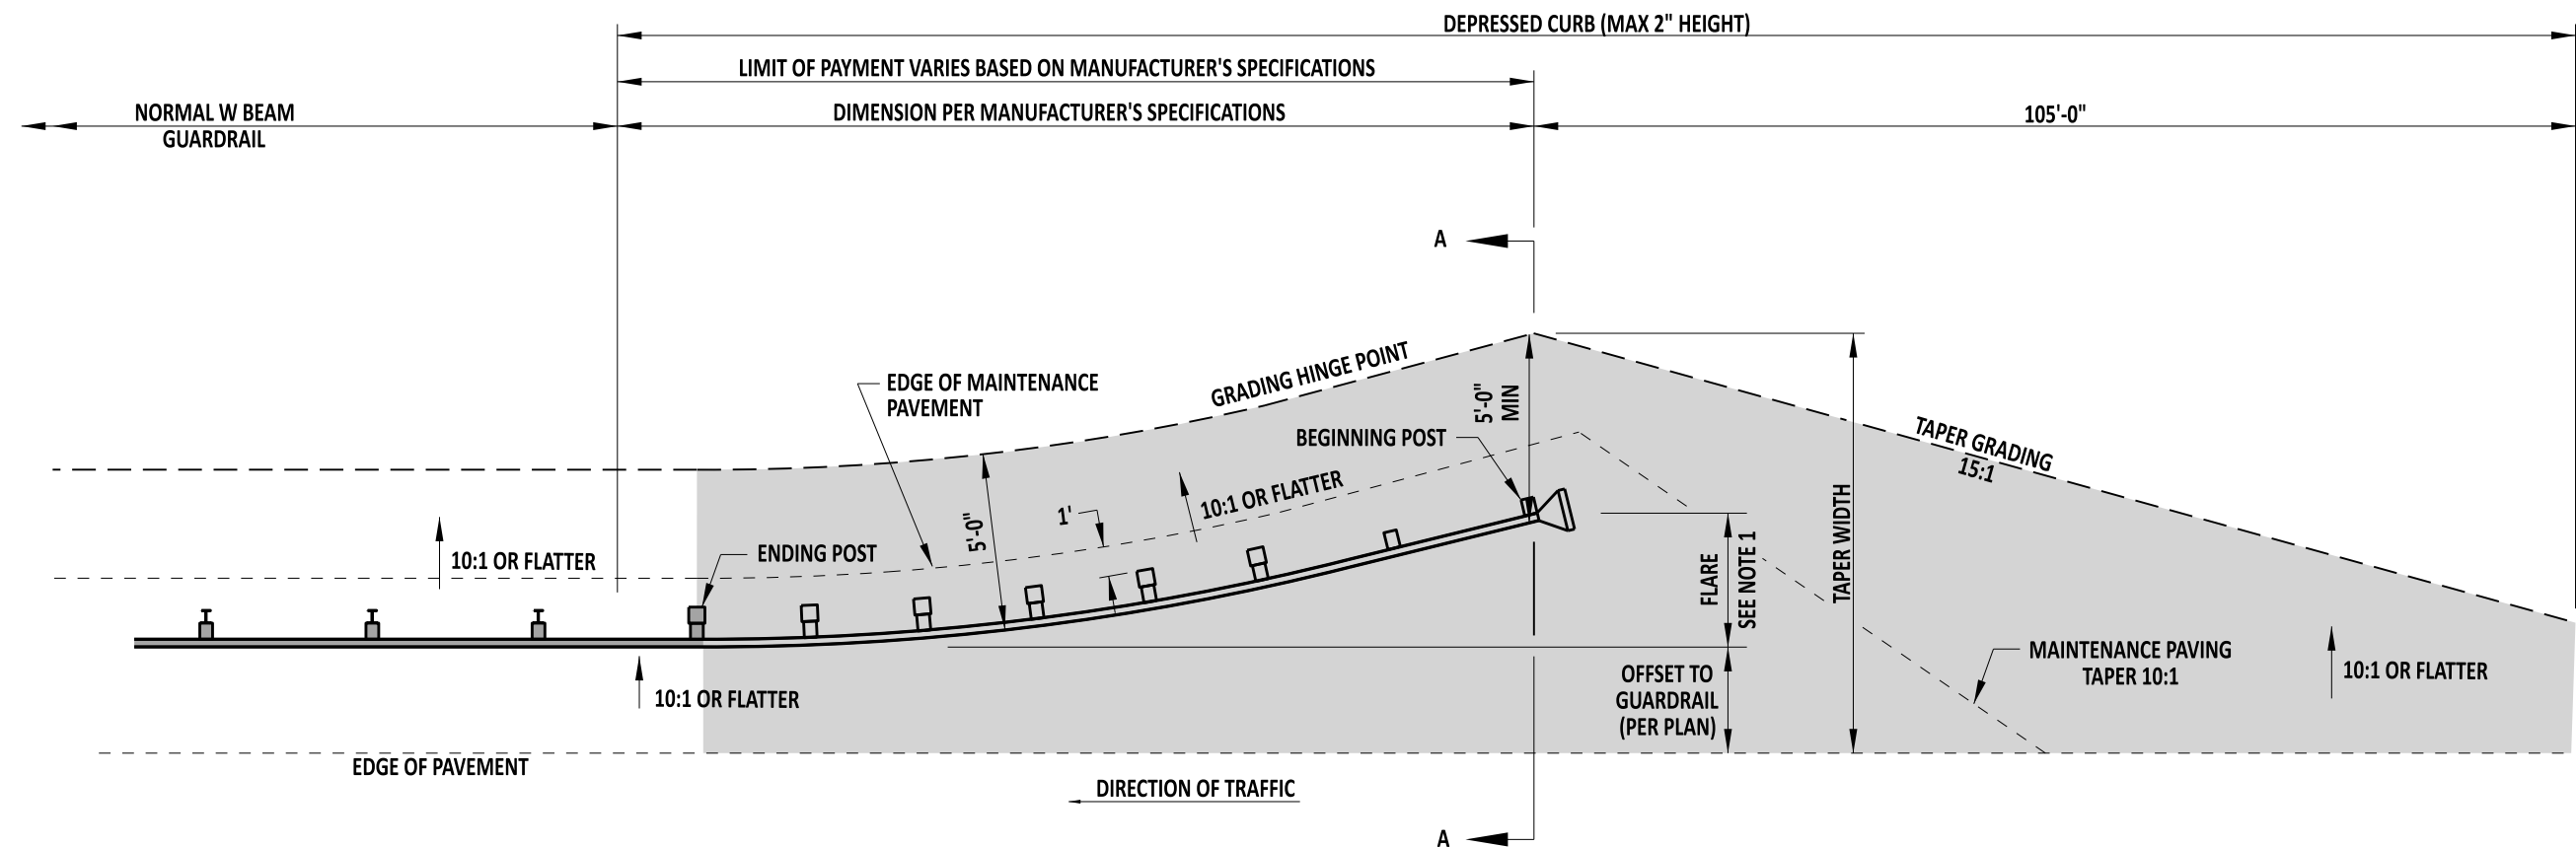 DEPRESSED CURB (MAX 2" HEIGHT)
LIMIT OF PAYMENT VARIES BASED ON MANUFACTURER'S SPECIFICATIONS
NORMAL W BEAM
GUARDRAIL
DIMENSION PER MANUFACTURER'S SPECIFICATIONS
105'-0"
A
GRADING HINGE POINT
EDGE OF MAINTENANCE
PAVEMENT
5'-0"
MIN
BEGINNING POST
TAPER GRADING
15:1
10:1 OR FLATTER
1'
5'-0"
ENDING POST
10:1 OR FLATTER
FLARE
SEE NOTE 1
TAPER WIDTH
OFFSET TO
GUARDRAIL
(PER PLAN)
MAINTENANCE PAVING
TAPER 10:1
10:1 OR FLATTER
10:1 OR FLATTER
EDGE OF PAVEMENT
DIRECTION OF TRAFFIC
A